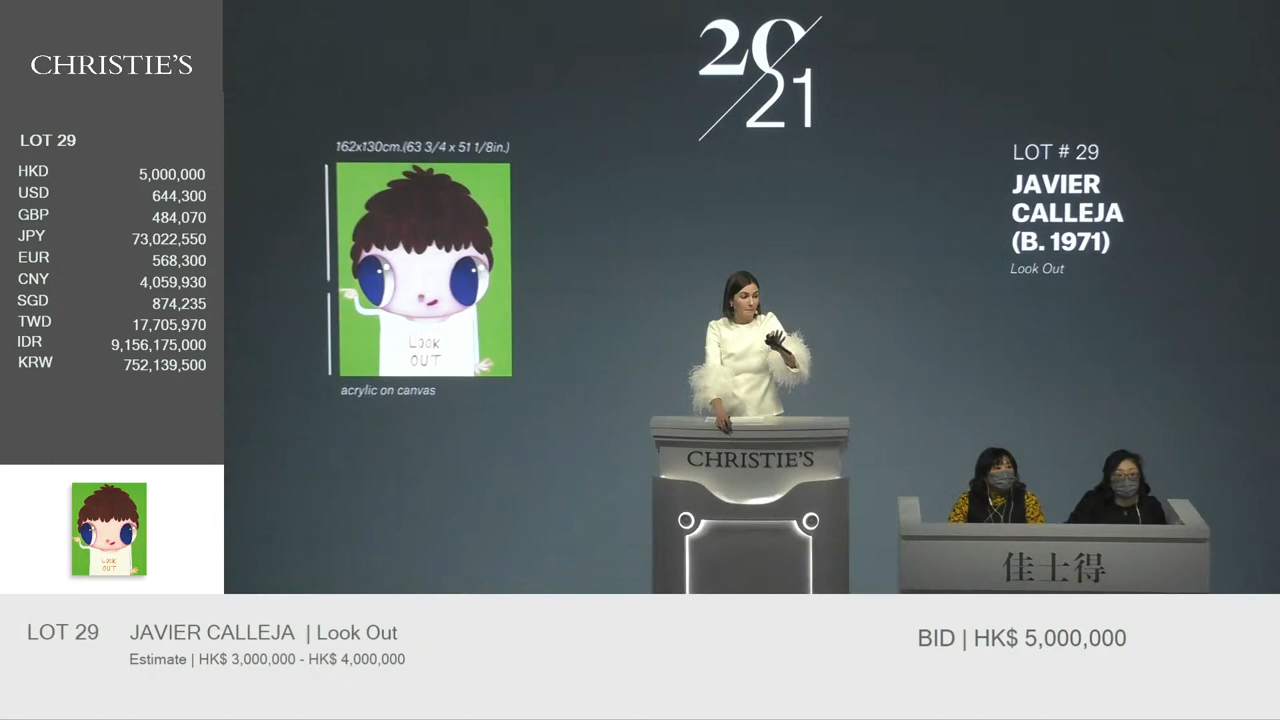 CHRISTIE'S
LOT 29
HKD 5,000,000
USD 644,300
GBP 484,070
JPY 73,022,550
EUR 568,300
CNY 4,059,930
SGD 874,235
TWD 17,705,970
IDR 9,156,175,000
KRW 752,139,500
20/21
162x130cm.(63 3/4 x 51 1/8in.)
LOOK
OUT
acrylic on canvas
LOT # 29
JAVIER
CALLEJA
(B. 1971)
Look Out
CHRISTIE'S
佳士得
LOOK
OUT
LOT 29 JAVIER CALLEJA | Look Out
Estimate | HK$ 3,000,000 - HK$ 4,000,000
BID | HK$ 5,000,000